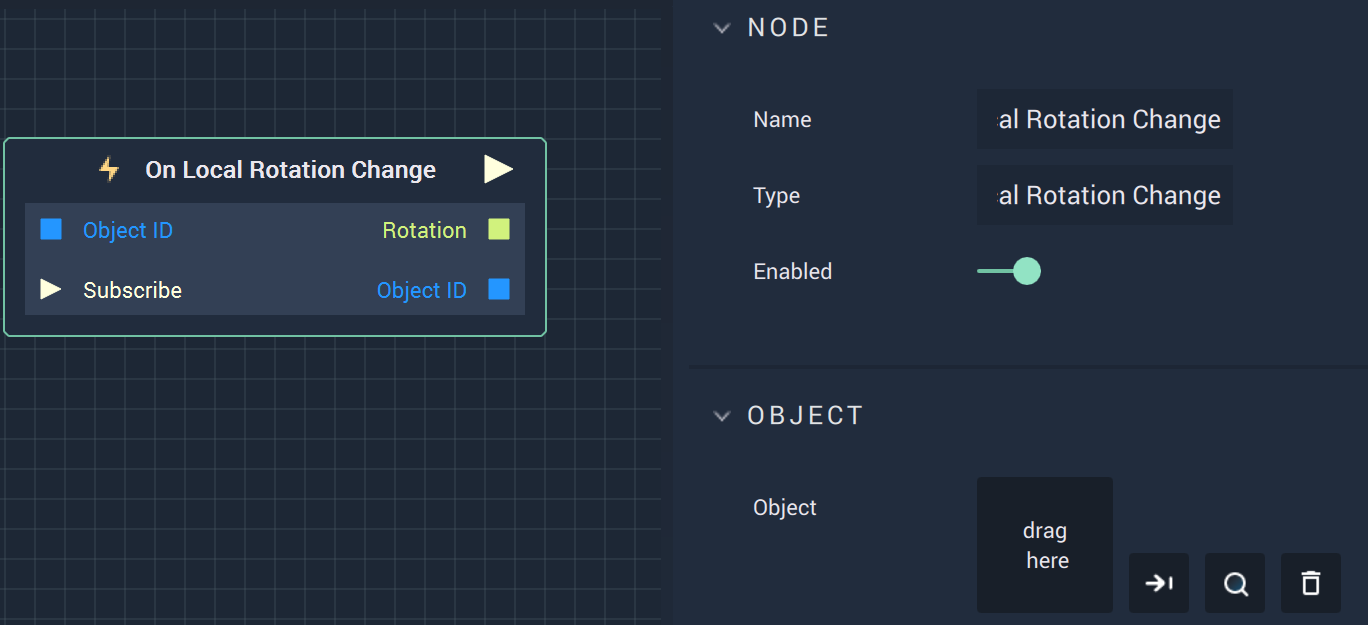 On Local Rotation Change
Object ID
Rotation
Subscribe
Object ID
NODE
Name
al Rotation Change
Type
al Rotation Change
Enabled
OBJECT
Object
drag
here